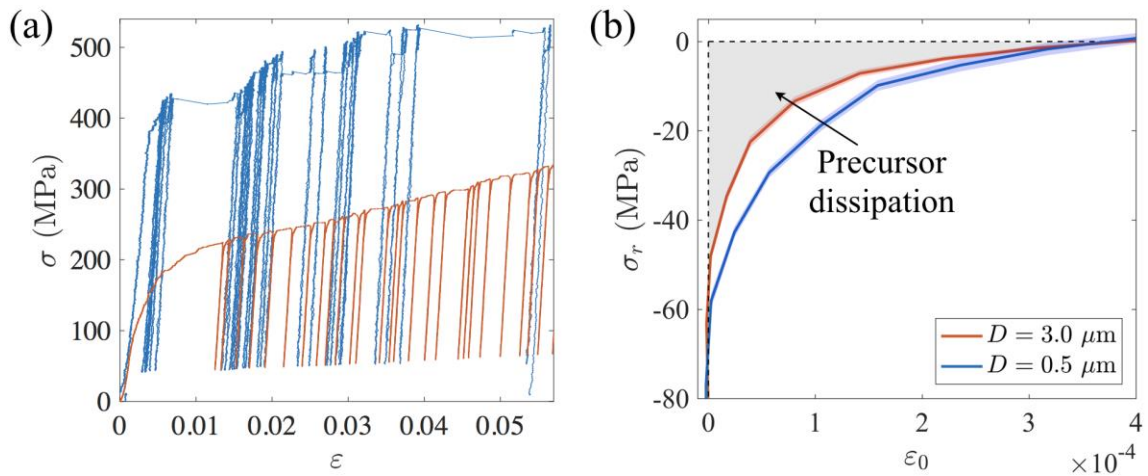 (a)
500
400
300
200
100
0
σ (MPa)
0 0.01 0.02 0.03 0.04 0.05
ε
(b)
0
-20
-40
-60
-80
σr (MPa)
Precursor
dissipation
D = 3.0 μm
D = 0.5 μm
0 1 2 3 4
ε0
×10-4